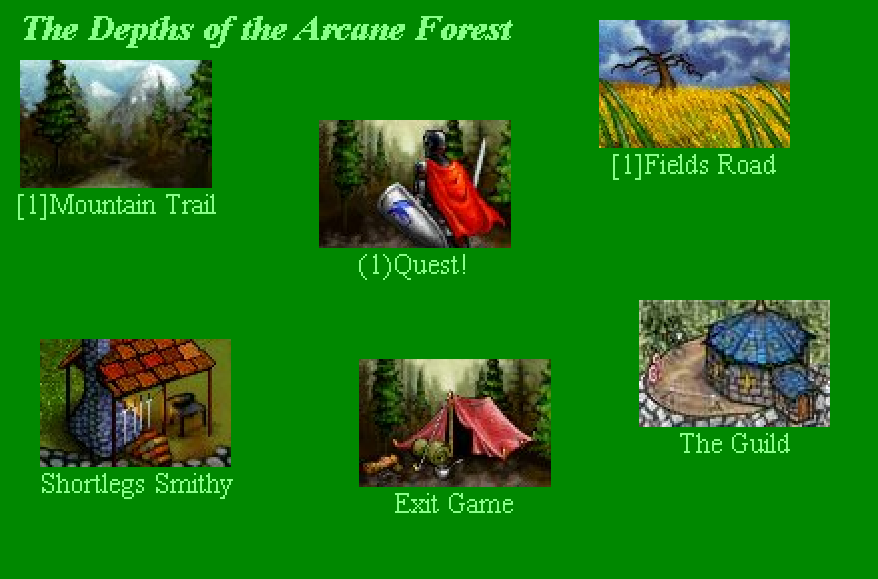 The Depths of the Arcane Forest
[1]Mountain Trail
(1)Quest!
[1]Fields Road
Shortlegs Smithy
Exit Game
The Guild